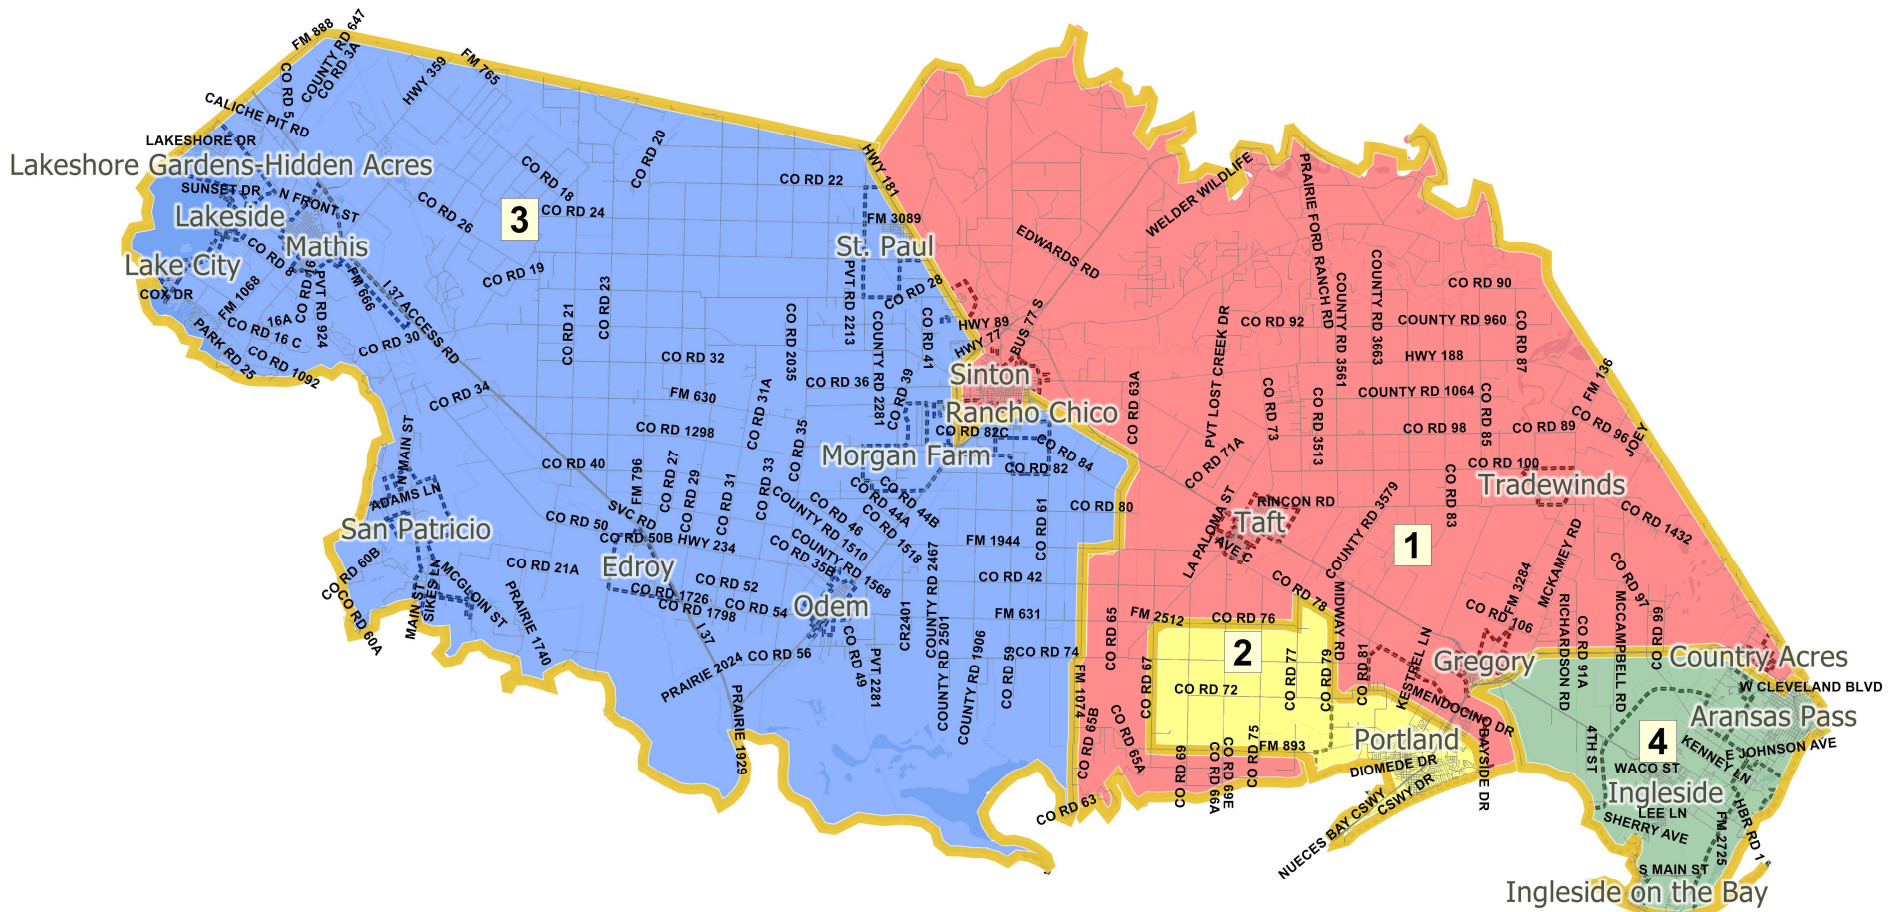 FM 888
COUNTY RD 647
CO RD 3A
CO RD 5
HWY 359
FM 765
CALICHE PIT RD
LAKESHORE DR
Lakeshore Gardens-Hidden Acres
SUNSET DR
N FRONT ST
Lakeside
Mathis
Lake City
CO RD 8
COX DR
FM 1068
CO RD 16
PVT RD 924
FM 666
I 37 ACCESS RD
16A
CO RD 16 C
PARK RD 25
CO RD 1092
CO RD 30
CO RD 18
CO RD 20
CO RD 22
CO RD 24
CO RD 26
3
CO RD 19
CO RD 21
CO RD 23
CO RD 34
HWY 181
FM 3089
St. Paul
PVT RD 2213
CO RD 28
CO RD 2035
COUNTY RD 2281
CO RD 41
CO RD 32
CO RD 36
CO RD 39
FM 630
CO RD 31A
CO RD 35
CO RD 1298
CO RD 40
FM 796
CO RD 27
CO RD 29
CO RD 31
CO RD 33
Morgan Farm
CO RD 82C
CO RD 84
CO RD 82
CO RD 44B
CO RD 44A
CO RD 46
COUNTY RD 1510
CO RD 1518
CO RD 61
CO RD 80
N MAIN ST
ADAMS LN
San Patricio
CO RD 60B
CO RD 60A
MAIN ST
SIKES LN
MCGLOIN ST
CO RD 50
SVC RD
CO RD 50B
HWY 234
CO RD 35B
COUNTY RD 1568
COUNTY RD 2467
FM 1944
CO RD 21A
Edroy
CO RD 52
CO RD 42
CO RD 1726
CO RD 54
CO RD 1798
Odem
CR2401
FM 631
PRAIRIE 1740
I 37
PRAIRIE 2024
CO RD 56
CO RD 49
PVT 2281
COUNTY RD 2501
COUNTY RD 1906
CO RD 59
CO RD 74
PRAIRIE 1929
FM 1074
CO RD 63
HWY 89
HWY 77
BUS 77 S
EDWARDS RD
WELDER WILDLIFE
Sinton
Rancho Chico
CO RD 63A
PRAIRIE FORD RANCH RD
COUNTY RD 3561
COUNTY RD 3663
CO RD 90
CO RD 92
COUNTY RD 960
CO RD 87
HWY 188
PVT LOST CREEK DR
CO RD 73
CO RD 3513
COUNTY RD 1064
CO RD 85
FM 136
CO RD 98
CO RD 89
CO RD 96
JOEY
CO RD 71A
CO RD 100
CO RD 83
Tradewinds
LA PALOMA ST
RINCON RD
Taft
AVE C
COUNTY RD 3579
1
CO RD 1432
CO RD 78
MIDWAY RD
FM 3284
MCKAMEY RD
CO RD 97
CO RD 106
RICHARDSON RD
CO RD 91A
MCCAMPBELL RD
CO RD 99
CO RD 65
FM 2512
CO RD 76
2
CO RD 67
CO RD 77
CO RD 79
CO RD 81
KESTREL LN
Gregory
Country Acres
CO RD 72
MENDOCINO DR
W CLEVELAND BLVD
CO RD 65B
CO RD 65A
CO RD 69
CO RD 66A
CO RD 69E
CO RD 75
FM 893
Portland
DIOMEDE DR
BAYSIDE DR
CSWY DR
NUECES BAY CSWY
Aransas Pass
4TH ST
4
KENNEY LN
E JOHNSON AVE
WACO ST
Ingleside
LEE LN
SHERRY AVE
FM 2725
HBR RD 1
S MAIN ST
Ingleside on the Bay